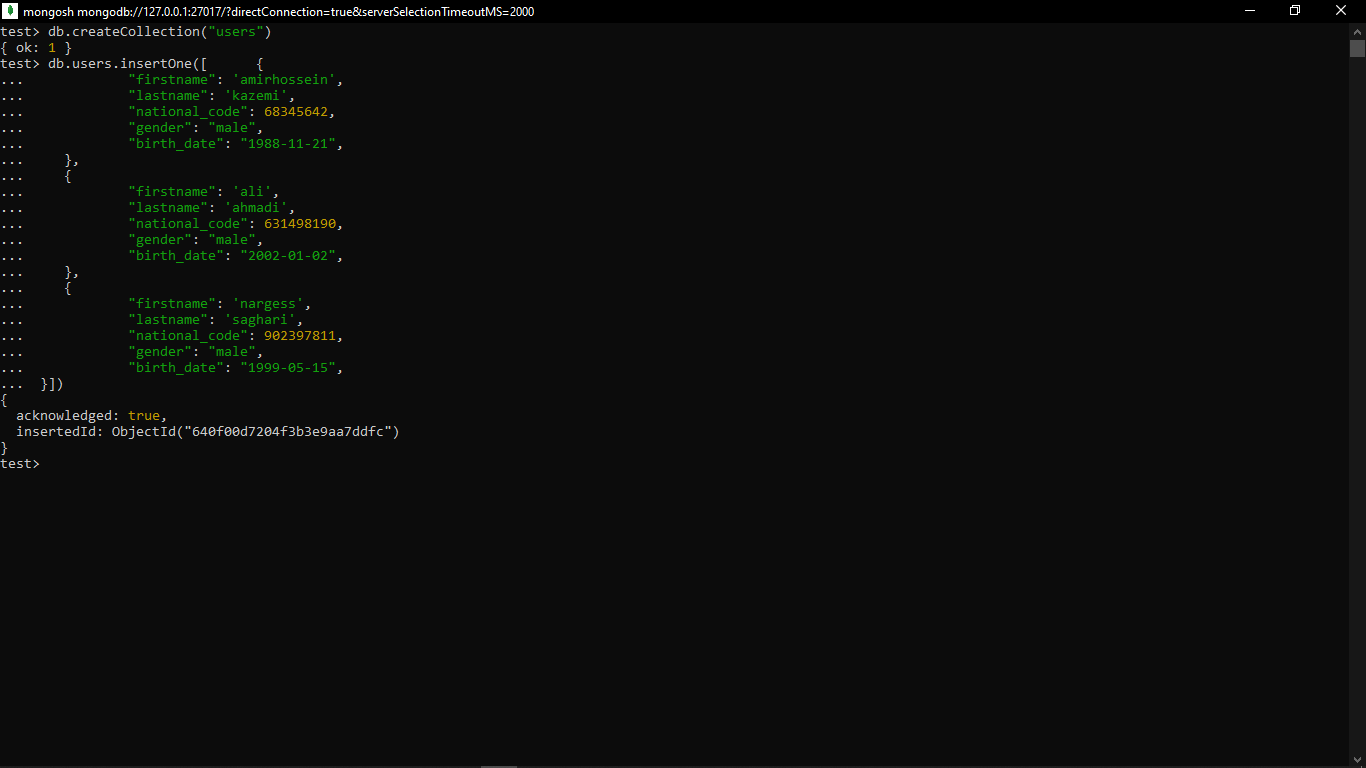 mongosh mongodb://127.0.0.1:27017/?directConnection=true&serverSelectionTimeoutMS=2000
test> db.createCollection("users")
{ ok: 1 }
test> db.users.insertOne([      {
...             "firstname": 'amirhossein',
...             "lastname": 'kazemi',
...             "national_code": 68345642,
...             "gender": "male",
...             "birth_date": "1988-11-21",
...     },
...     {
...             "firstname": 'ali',
...             "lastname": 'ahmadi',
...             "national_code": 631498190,
...             "gender": "male",
...             "birth_date": "2002-01-02",
...     },
...     {
...             "firstname": 'nargess',
...             "lastname": 'saghari',
...             "national_code": 902397811,
...             "gender": "male",
...             "birth_date": "1999-05-15",
...  }])
{
  acknowledged: true,
  insertedId: ObjectId("640f00d7204f3b3e9aa7ddfc")
}
test>